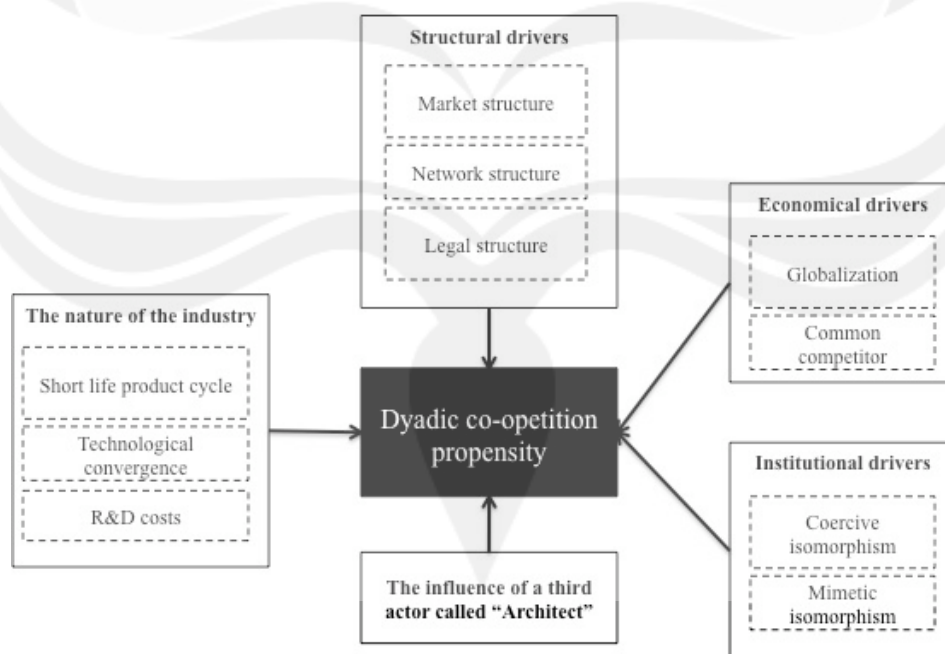 Structural drivers
Market structure
Network structure
Legal structure
Economical drivers
Globalization
Common
competitor
The nature of the industry
Short life product cycle
Technological
convergence
R&D costs
Dyadic co-opetition
propensity
Institutional drivers
Coercive
isomorphism
Mimetic
isomorphism
The influence of a third
actor called “Architect”